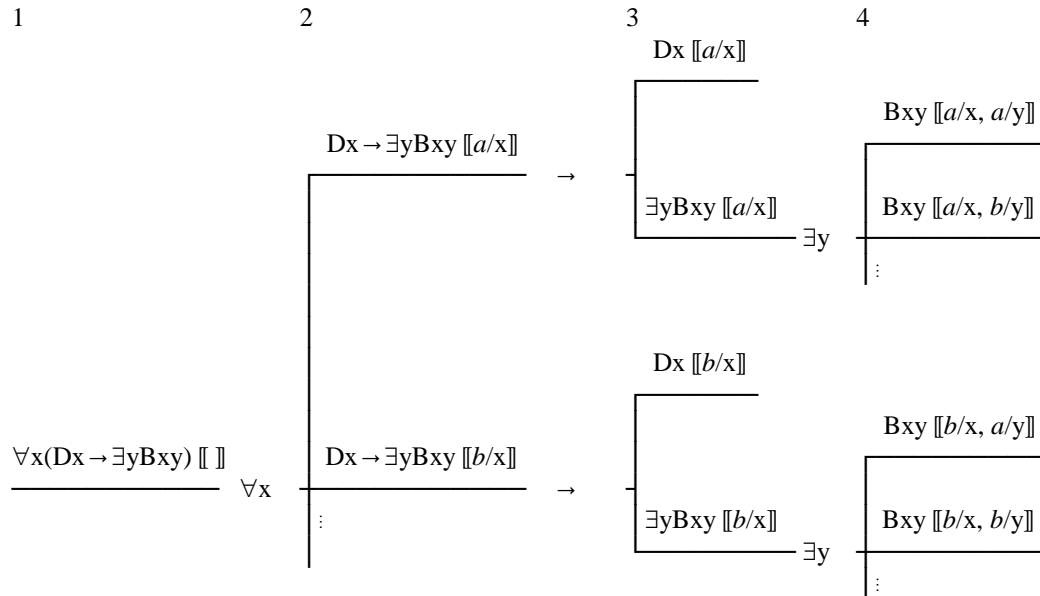 1 2 3 4
Dx ⟦a/x⟧
Bxy ⟦a/x, a/y⟧
Dx → ∃yBxy ⟦a/x⟧
→
∃yBxy ⟦a/x⟧
Bxy ⟦a/x, b/y⟧
∃y
⋮
Dx ⟦b/x⟧
Bxy ⟦b/x, a/y⟧
∀x(Dx → ∃yBxy) ⟦ ⟧
∀x
Dx → ∃yBxy ⟦b/x⟧
→
⋮
∃yBxy ⟦b/x⟧
Bxy ⟦b/x, b/y⟧
∃y
⋮